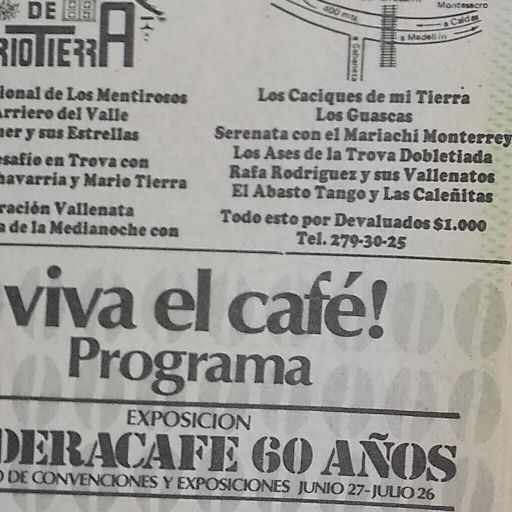 DE
RIOTIERRA
400 mts.
Montesacro
Caldas
a Medellín
a Sabaneta
ional de Los Mentirosos
Arriero del Valle
ner y sus Estrellas
esafío en Trova con
havarría y Mario Tierra
ración Vallenata
a de la Medianoche con
Los Caciques de mi Tierra
Los Guascas
Serenata con el Mariachi Monterrey
Los Ases de la Trova Dobletiada
Rafa Rodríguez y sus Vallenatos
El Abasto Tango y Las Caleñitas
Todo esto por Devaluados $1.000
Tel. 279-30-25
viva el café!
Programa
EXPOSICION
DERACAFE 60 AÑOS
O DE CONVENCIONES Y EXPOSICIONES JUNIO 27-JULIO 26